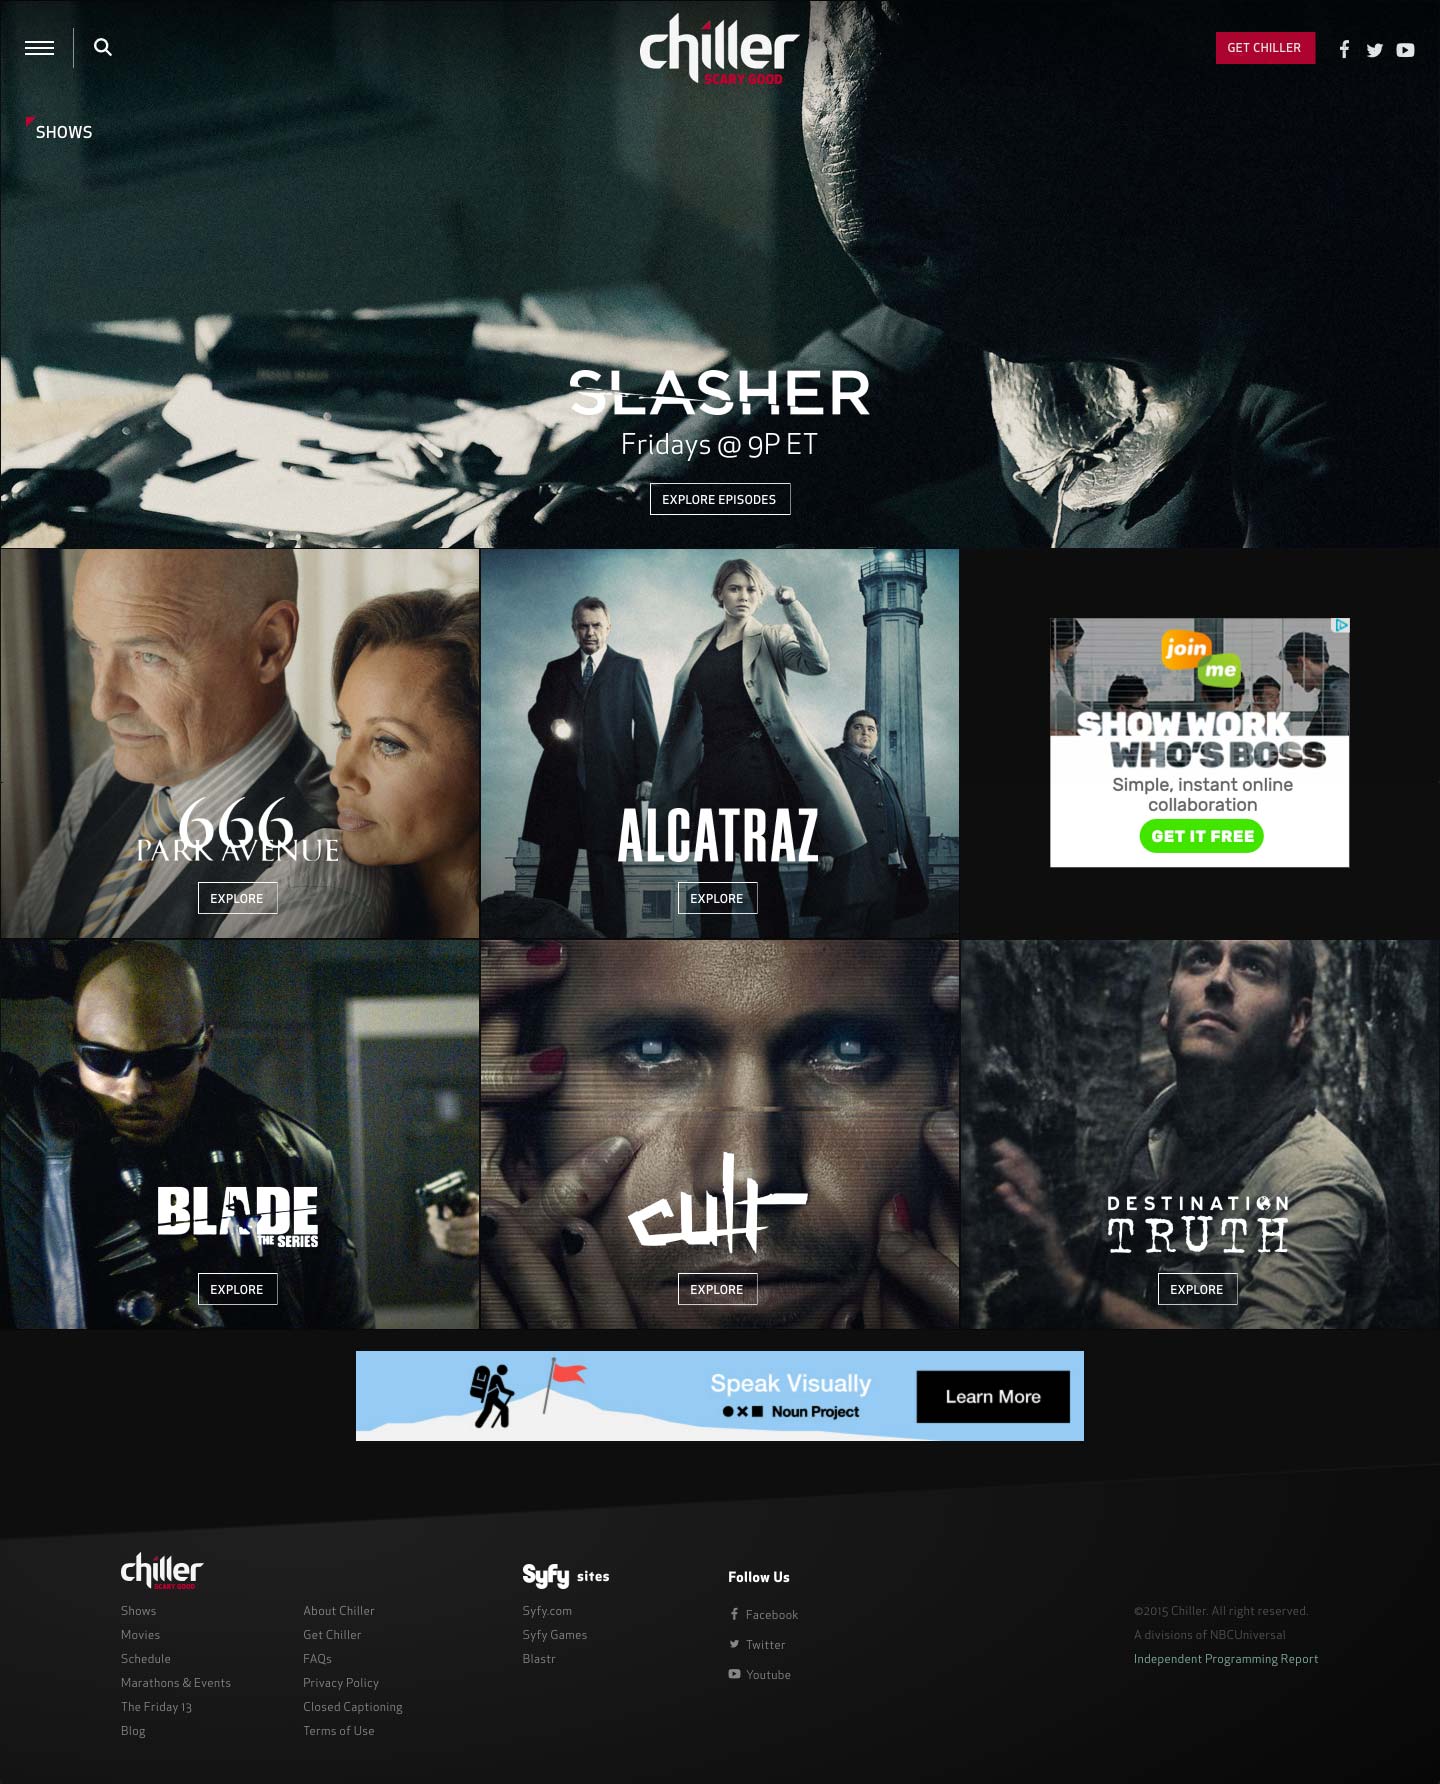 chiller
SCARY GOOD
GET CHILLER
SHOWS
SLASHER
Fridays @ 9P ET
EXPLORE EPISODES
666
PARK AVENUE
EXPLORE
ALCATRAZ
EXPLORE
join
me
SHOW WORK
WHO'S BOSS
Simple, instant online
collaboration
GET IT FREE
BLADE
THE SERIES
EXPLORE
cult
EXPLORE
DESTINATION
TRUTH
EXPLORE
Speak Visually
Noun Project
Learn More
chiller
SCARY GOOD
Shows
Movies
Schedule
Marathons & Events
The Friday 13
Blog
About Chiller
Get Chiller
FAQs
Privacy Policy
Closed Captioning
Terms of Use
Syfy sites
Syfy.com
Syfy Games
Blastr
Follow Us
Facebook
Twitter
Youtube
©2015 Chiller. All right reserved.
A divisions of NBCUniversal
Independent Programming Report